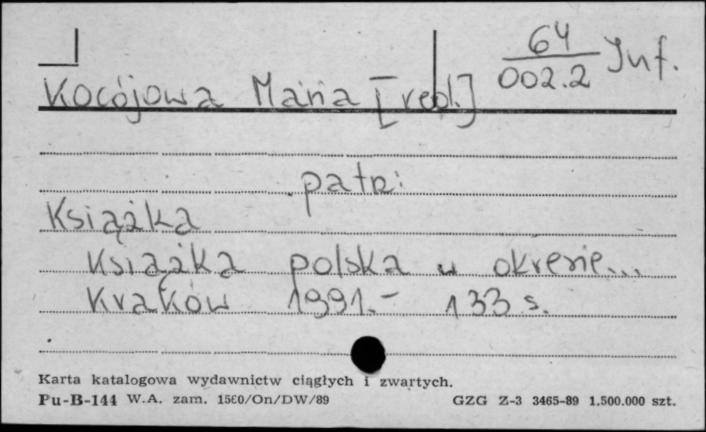 64
002.2 Inf.
Kocójowa Maria [red.]
patrz:
Książka
Książka polska w okresie...
Kraków 1991.- 133 s.
Karta katalogowa wydawnictw ciągłych i zwartych.
Pu-B-144 W.A. zam. 1560/On/DW/89 GZG Z-3 3465-89 1.500.000 szt.